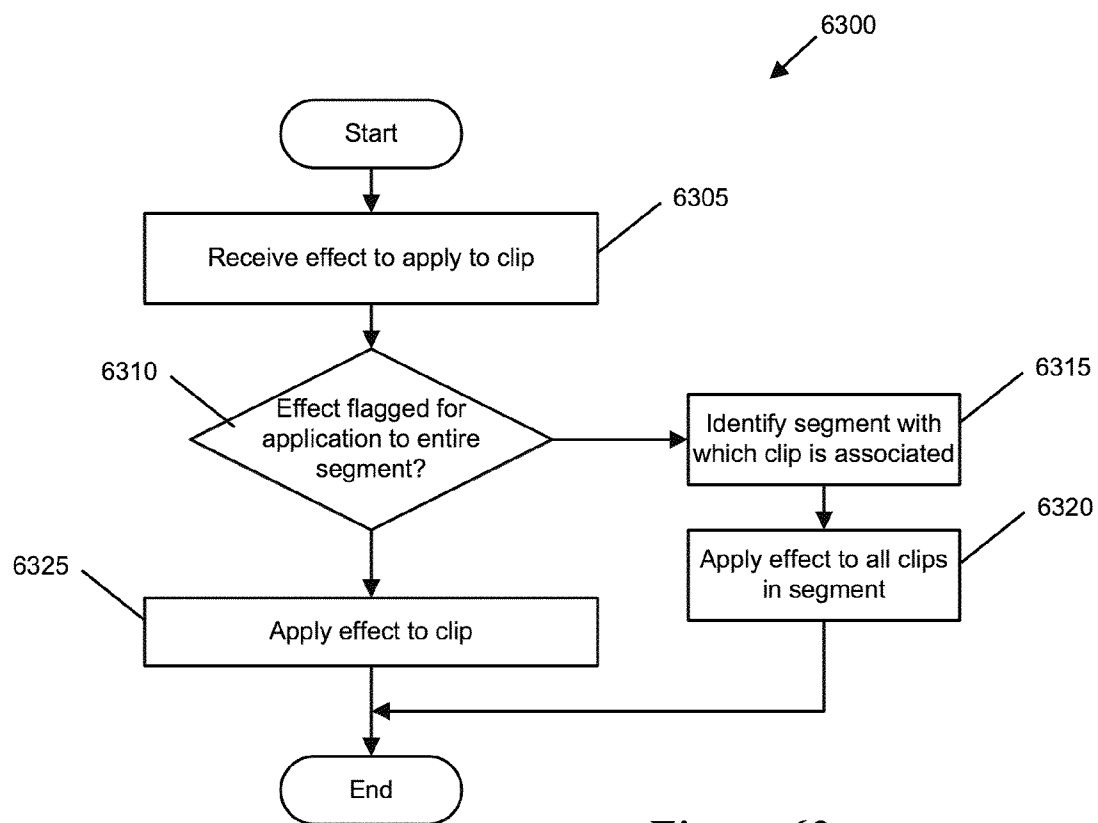 6300
Start
6305
Receive effect to apply to clip
6310
Effect flagged for
application to entire
segment?
6315
Identify segment with
which clip is associated
6320
Apply effect to all clips
in segment
6325
Apply effect to clip
End